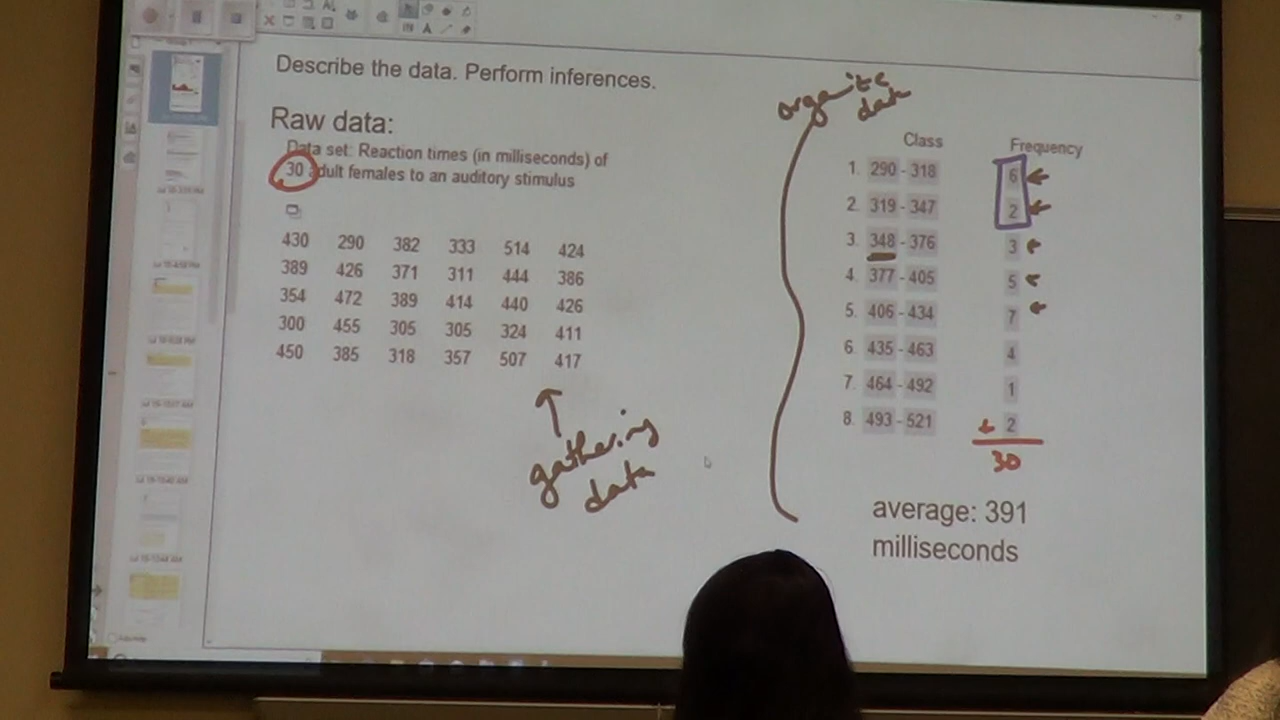 Describe the data. Perform inferences.
Raw data:
Data set: Reaction times (in milliseconds) of
30 adult females to an auditory stimulus
430 290 382 333 514 424
389 426 371 311 444 386
354 472 389 414 440 426
300 455 305 305 324 411
450 385 318 357 507 417
gathering
data
organize
data
Class Frequency
1. 290 - 318 6
2. 319 - 347 2
3. 348 - 376 3
4. 377 - 405 5
5. 406 - 434 7
6. 435 - 463 4
7. 464 - 492 1
8. 493 - 521 + 2
30
average: 391
milliseconds